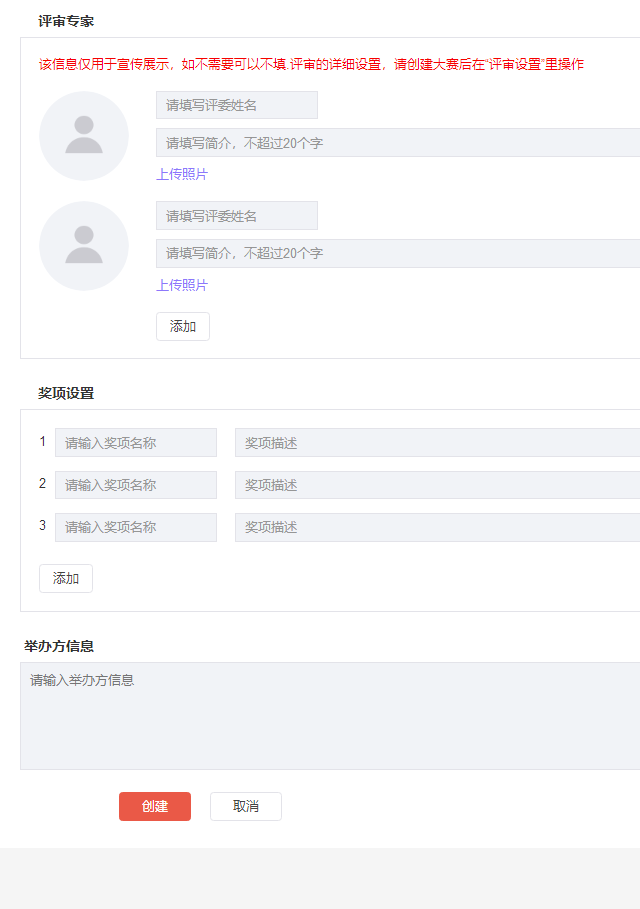 评审专家
该信息仅用于宣传展示，如不需要可以不填.评审的详细设置，请创建大赛后在“评审设置”里操作
请填写评委姓名
请填写简介，不超过20个字
上传照片
请填写评委姓名
请填写简介，不超过20个字
上传照片
添加
奖项设置
1 请输入奖项名称 奖项描述
2 请输入奖项名称 奖项描述
3 请输入奖项名称 奖项描述
添加
举办方信息
请输入举办方信息
创建 取消